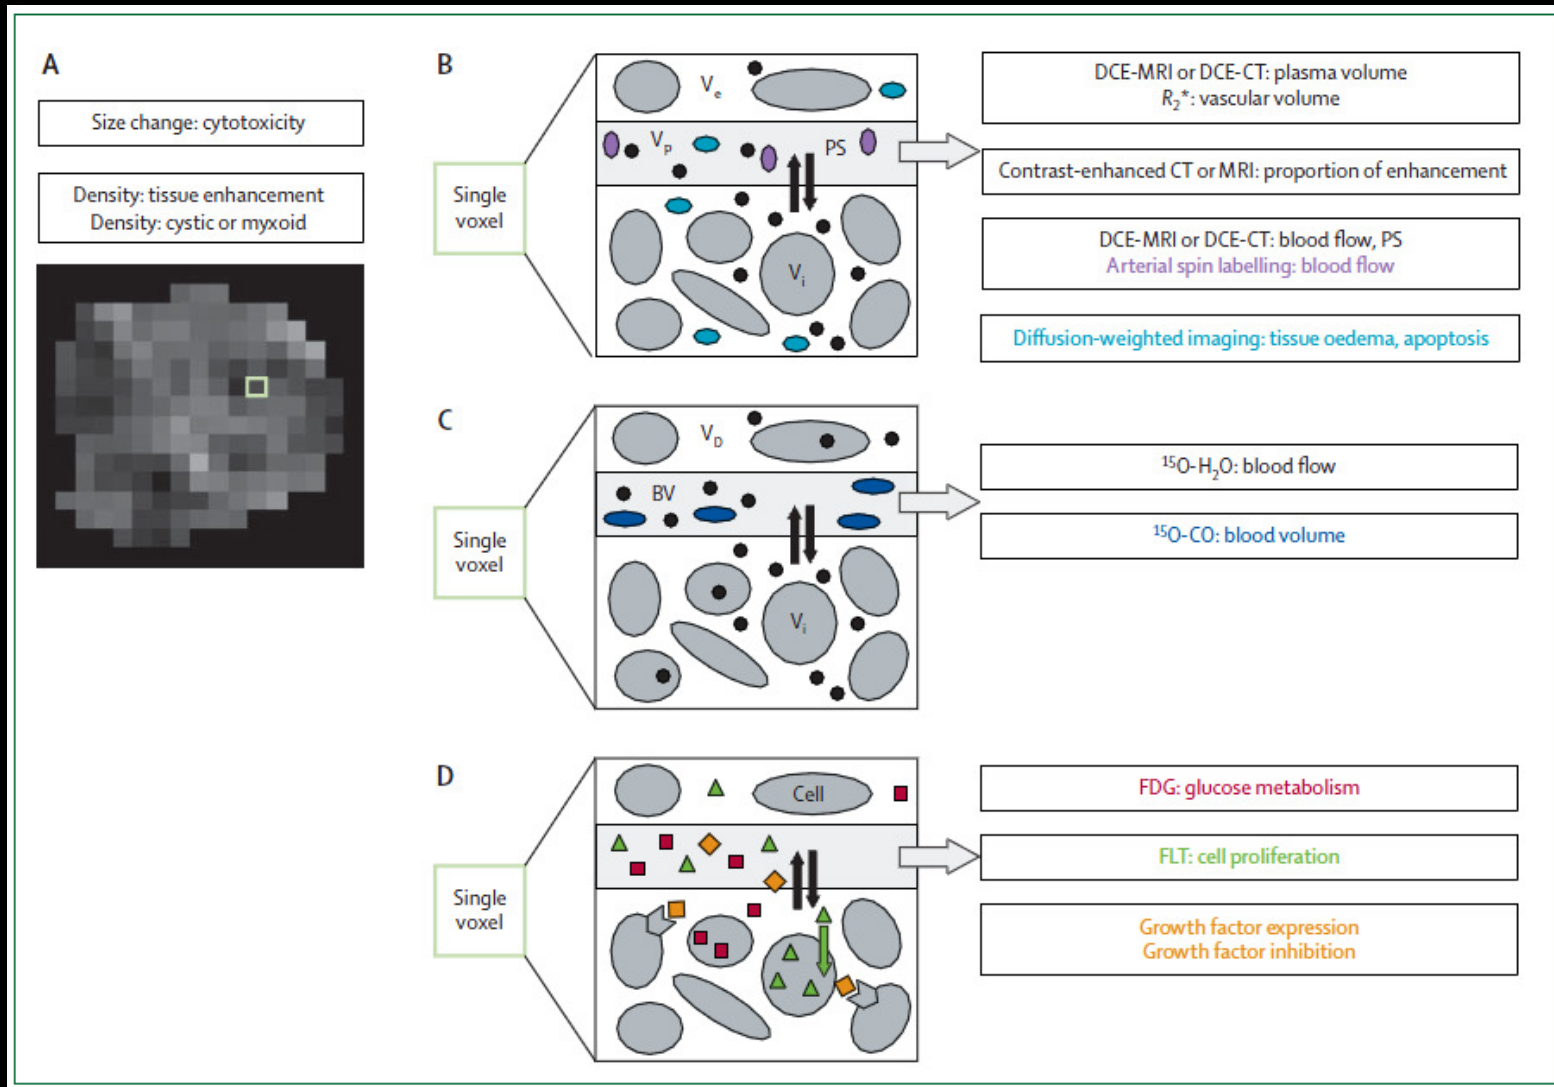 A
Size change: cytotoxicity
Density: tissue enhancement
Density: cystic or myxoid
B
Single
voxel
Ve
Vp
PS
Vi
DCE-MRI or DCE-CT: plasma volume
R2*: vascular volume
Contrast-enhanced CT or MRI: proportion of enhancement
DCE-MRI or DCE-CT: blood flow, PS
Arterial spin labelling: blood flow
Diffusion-weighted imaging: tissue oedema, apoptosis
C
Single
voxel
VD
BV
Vi
¹⁵O-H₂O: blood flow
¹⁵O-CO: blood volume
D
Single
voxel
Cell
FDG: glucose metabolism
FLT: cell proliferation
Growth factor expression
Growth factor inhibition